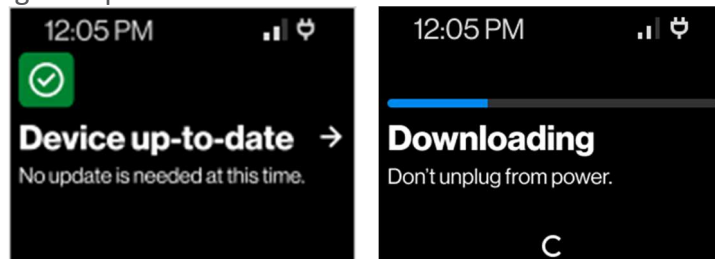 12:05 PM
Device up-to-date
No update is needed at this time.
12:05 PM
Downloading
Don't unplug from power.